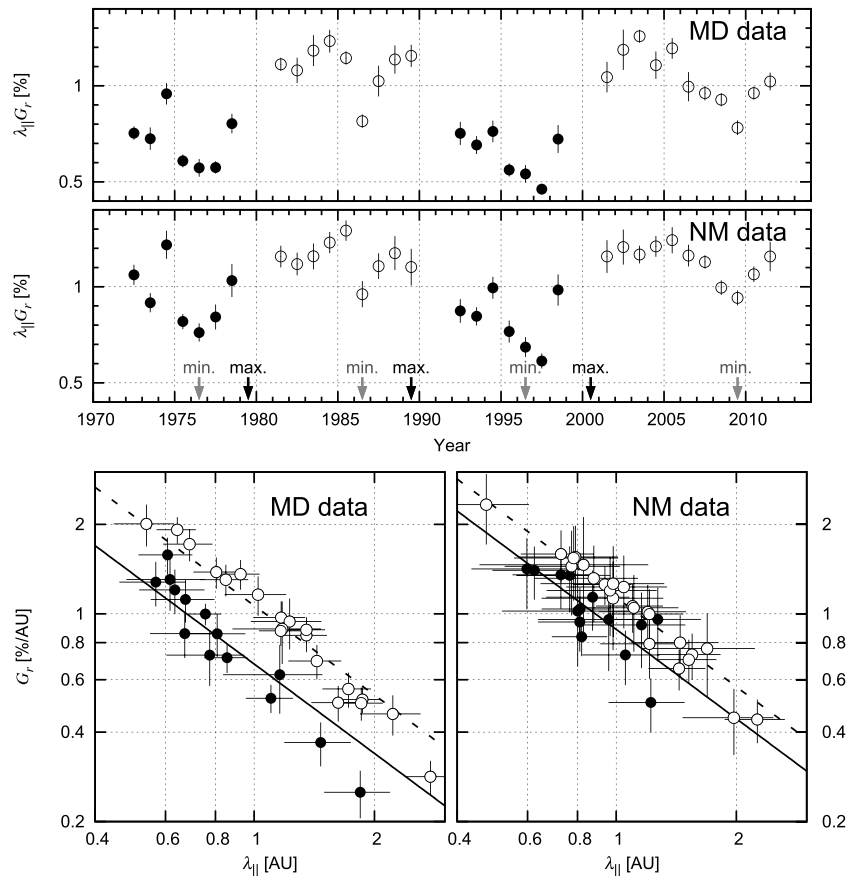 MD data
λ||Gr [%]
1
0.5
NM data
λ||Gr [%]
1
0.5
min. max. min. max. min. max. min.
1970 1975 1980 1985 1990 1995 2000 2005 2010
Year
MD data NM data
Gr [%/AU]
2 2
1 1
0.8 0.8
0.6 0.6
0.4 0.4
0.2 0.2
0.4 0.6 0.8 1 2 0.4 0.6 0.8 1 2
λ|| [AU] λ|| [AU]